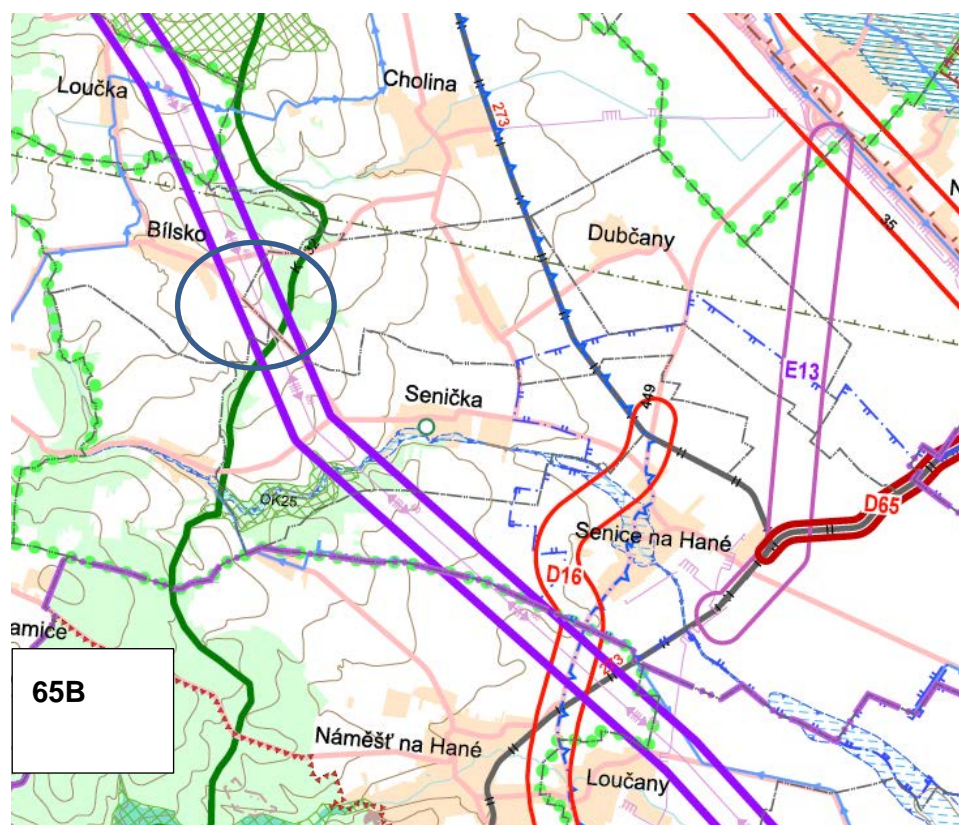 Loučka
Cholina
273
35
N
Bílsko
K 132
Dubčany
E13
Senička
449
D65
OK25
Senice na Hané
D16
amice
65B
Náměšť na Hané
Loučany